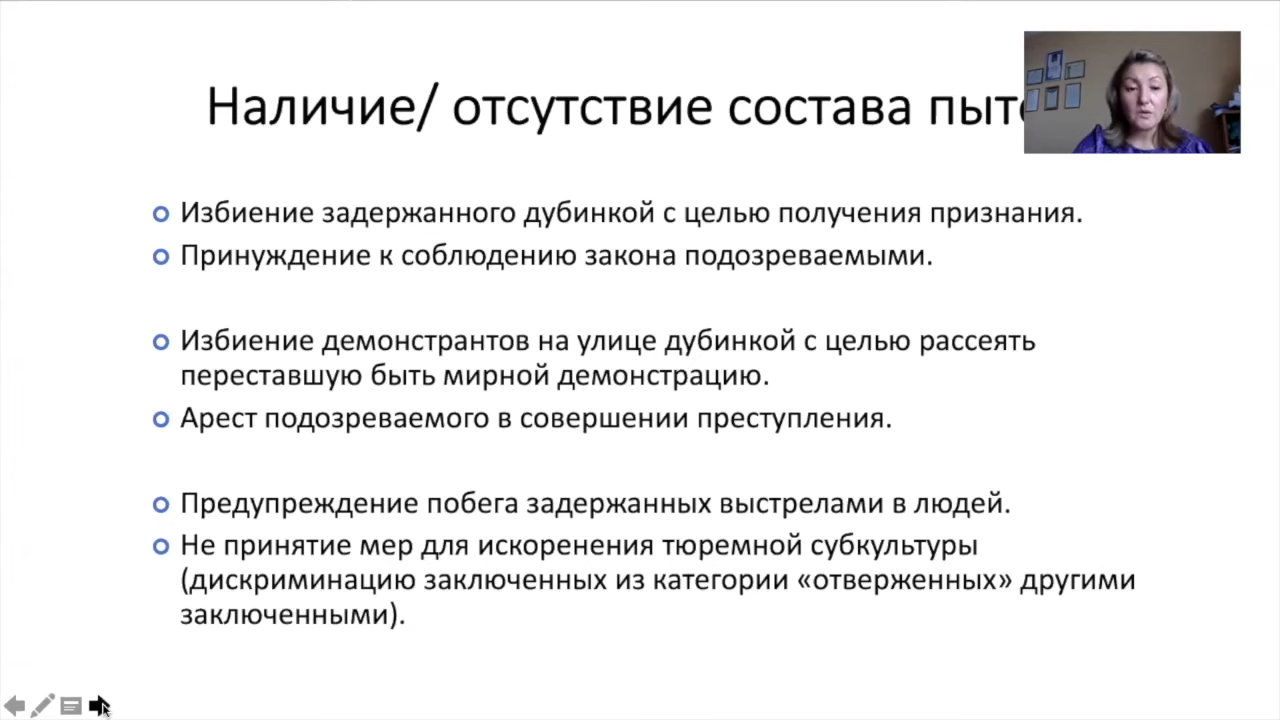 Наличие/ отсутствие состава
Избиение задержанного дубинкой с целью получения признания.
Принуждение к соблюдению закона подозреваемыми.
Избиение демонстрантов на улице дубинкой с целью рассеять
переставшую быть мирной демонстрацию.
Арест подозреваемого в совершении преступления.
Предупреждение побега задержанных выстрелами в людей.
Не принятие мер для искоренения тюремной субкультуры
(дискриминацию заключенных из категории «отверженных» другими
заключенными).